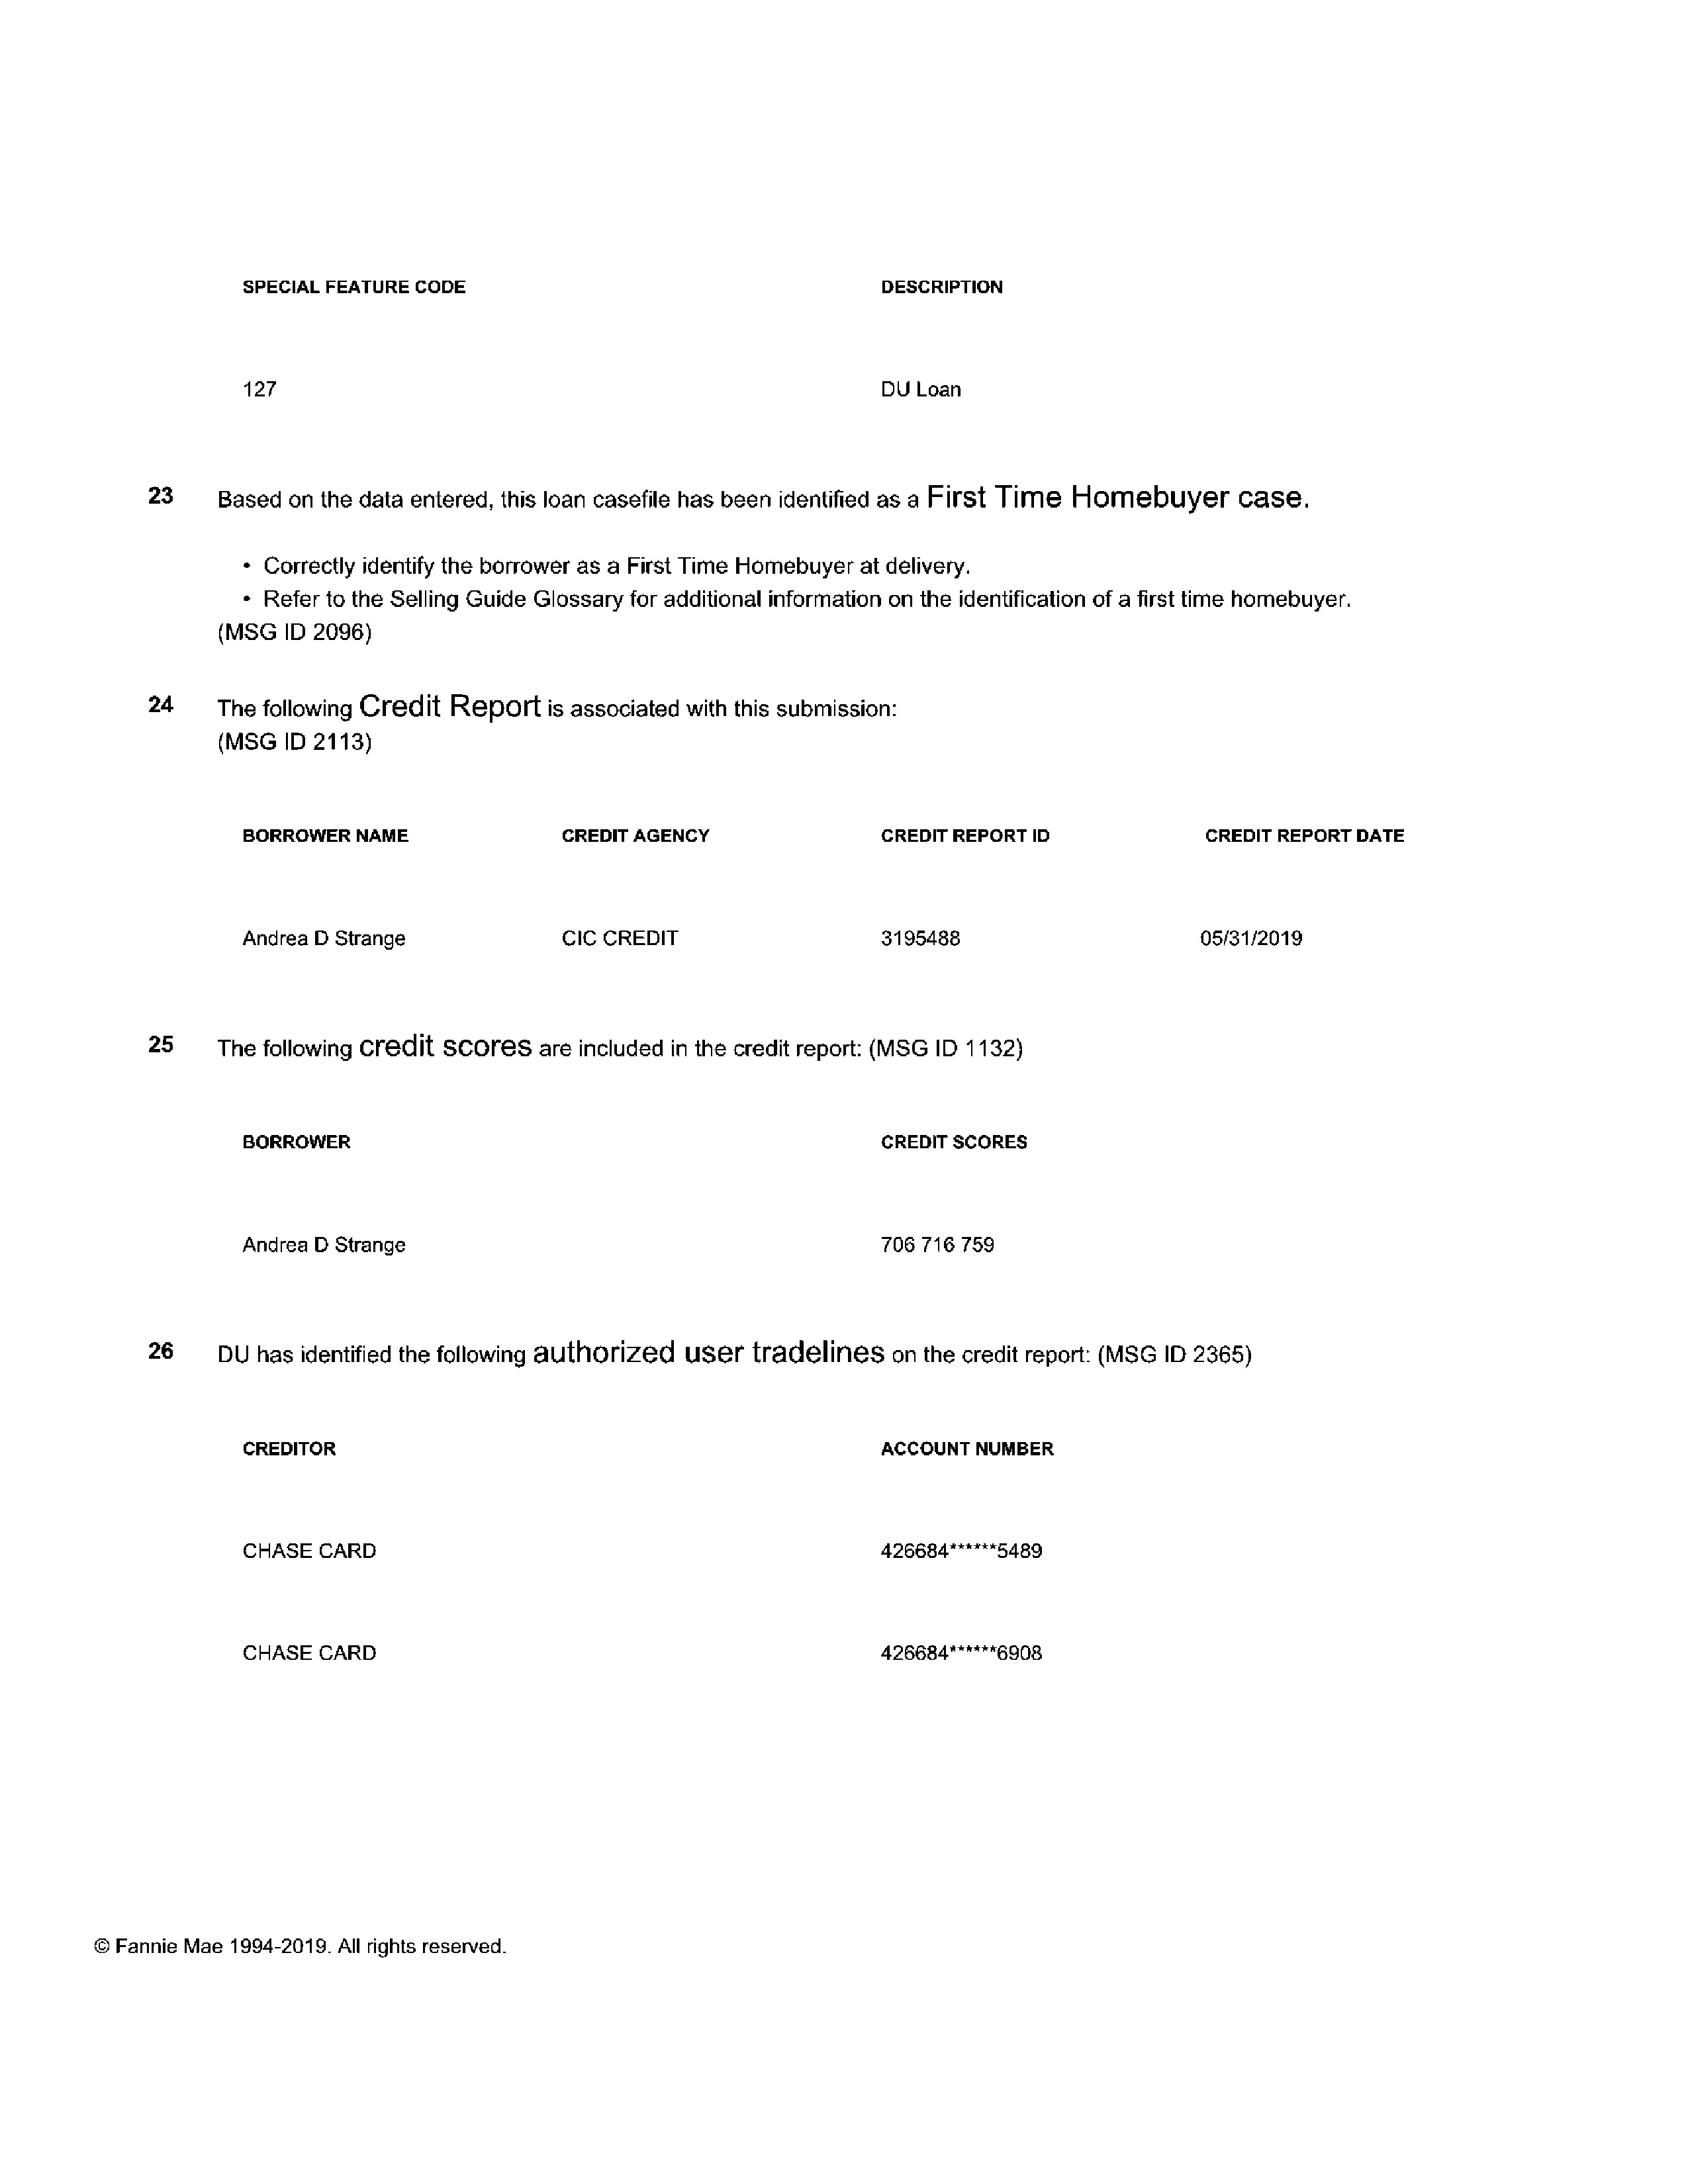 SPECIAL FEATURE CODE DESCRIPTION
127 DU Loan
23 Based on the data entered, this loan casefile has been identified as a First Time Homebuyer case.
• Correctly identify the borrower as a First Time Homebuyer at delivery.
• Refer to the Selling Guide Glossary for additional information on the identification of a first time homebuyer.
(MSG ID 2096)
24 The following Credit Report is associated with this submission:
(MSG ID 2113)
BORROWER NAME CREDIT AGENCY CREDIT REPORT ID CREDIT REPORT DATE
Andrea D Strange CIC CREDIT 3195488 05/31/2019
25 The following credit scores are included in the credit report: (MSG ID 1132)
BORROWER CREDIT SCORES
Andrea D Strange 706 716 759
26 DU has identified the following authorized user tradelines on the credit report: (MSG ID 2365)
CREDITOR ACCOUNT NUMBER
CHASE CARD 426684******5489
CHASE CARD 426684******6908
© Fannie Mae 1994-2019. All rights reserved.